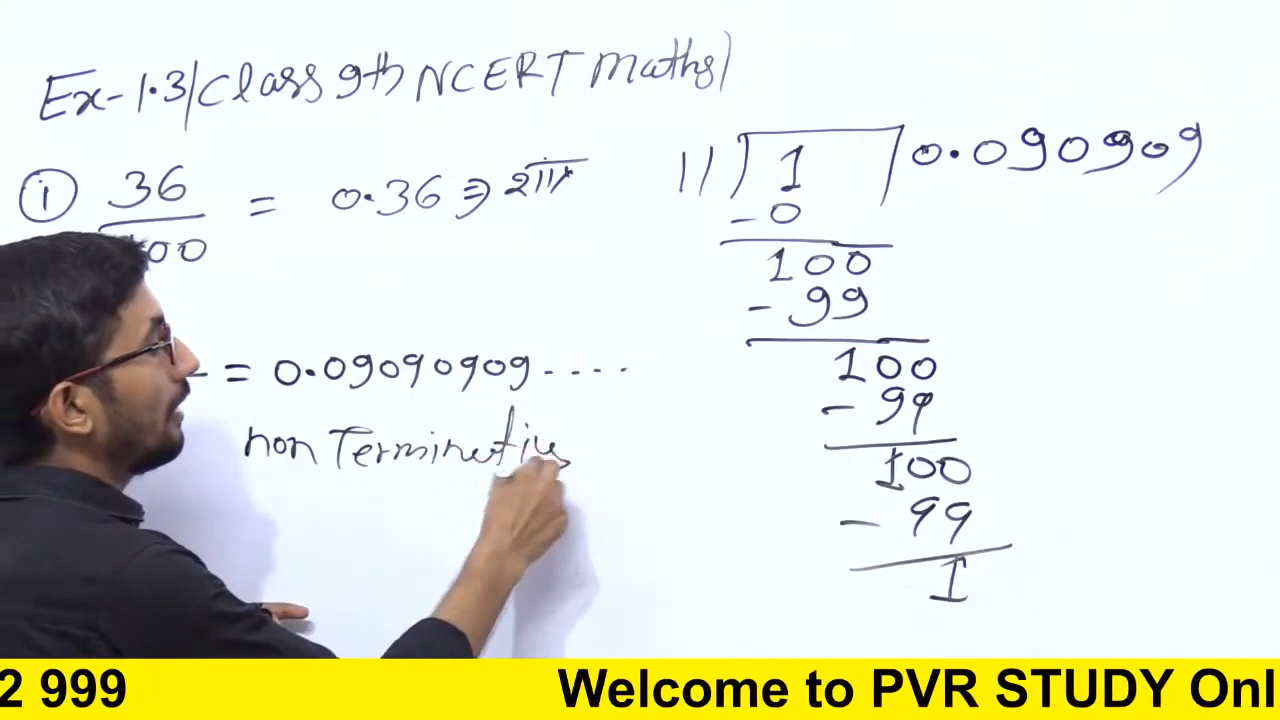 Ex-1.3/Class 9th NCERT Maths)
i 36 = 0.36 ⇒
100
= 0.09090909....
non Terminating
11) 1 0.090909
-0
100
-99
100
-99
100
-99
1
2 999
Welcome to PVR STUDY Onl